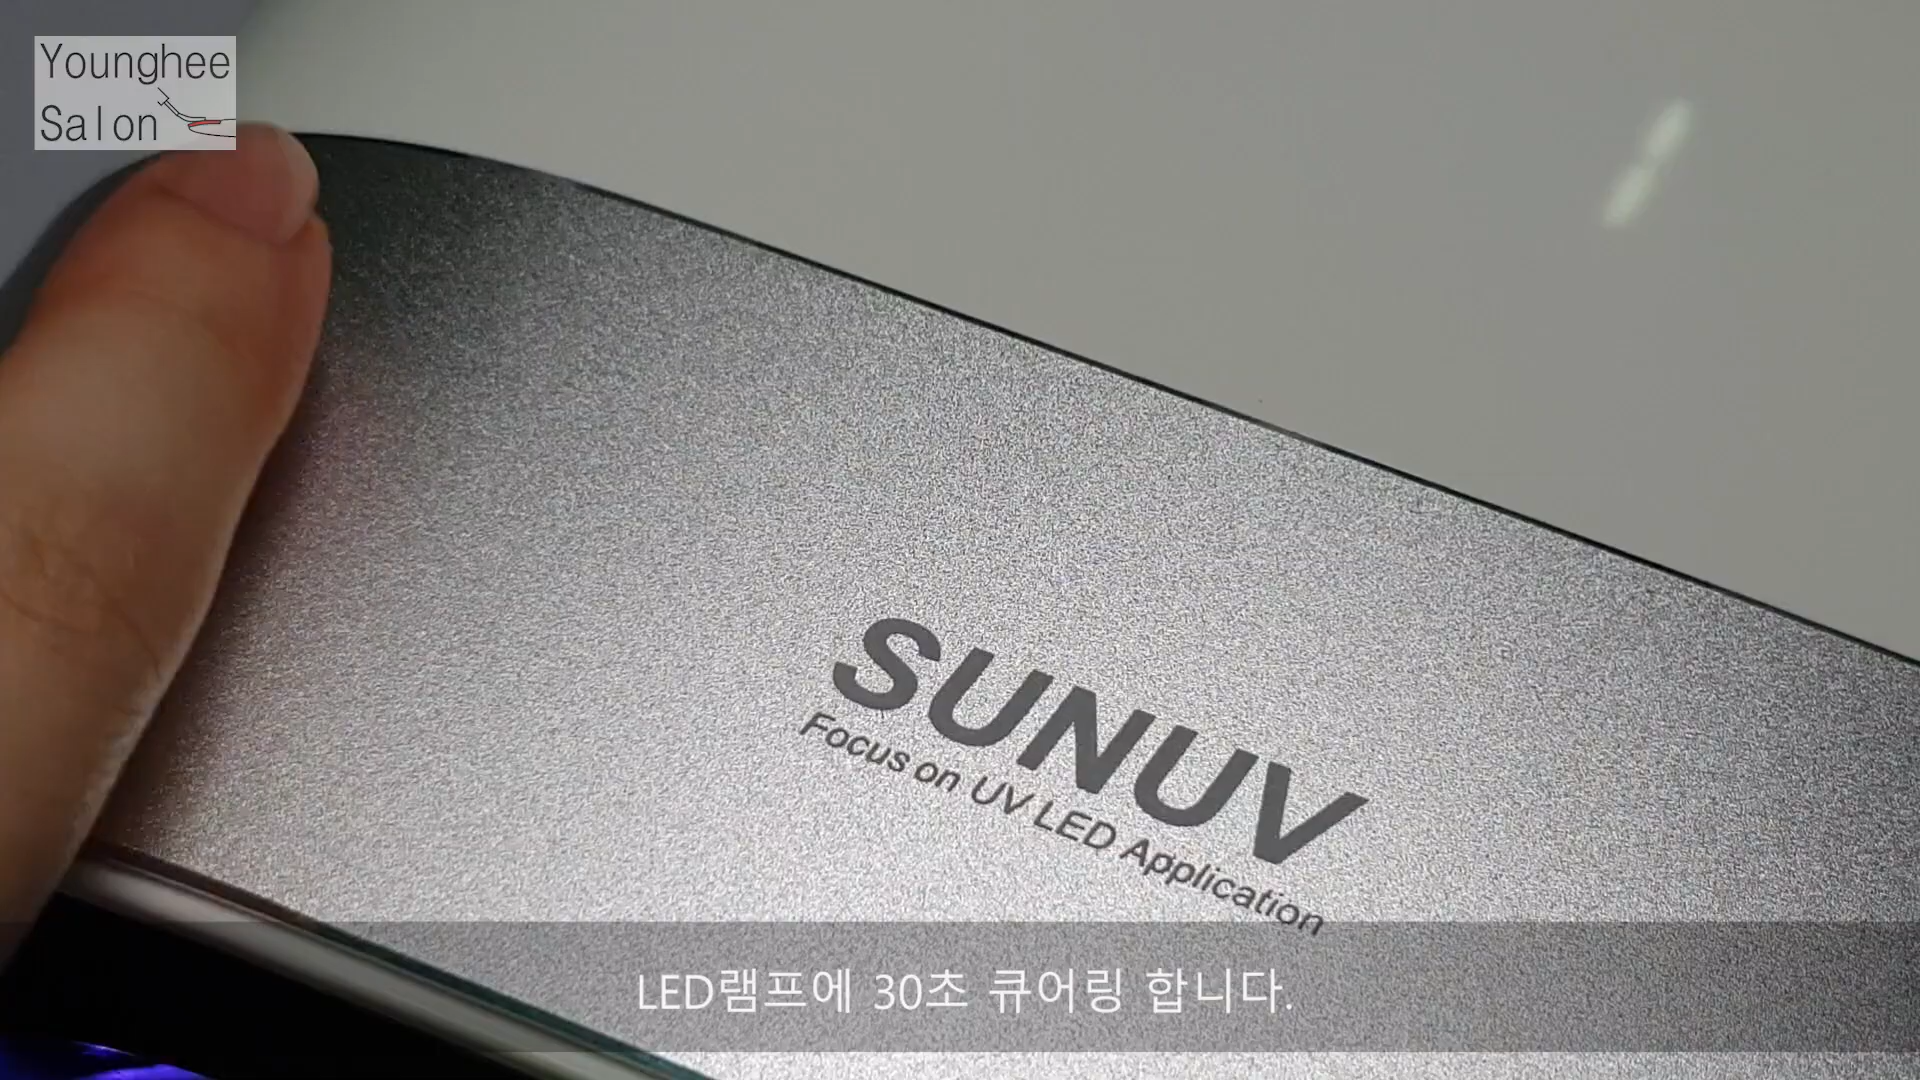 Younghee
Salon
SUNUV
Focus on UV LED Application
LED램프에 30초 큐어링 합니다.